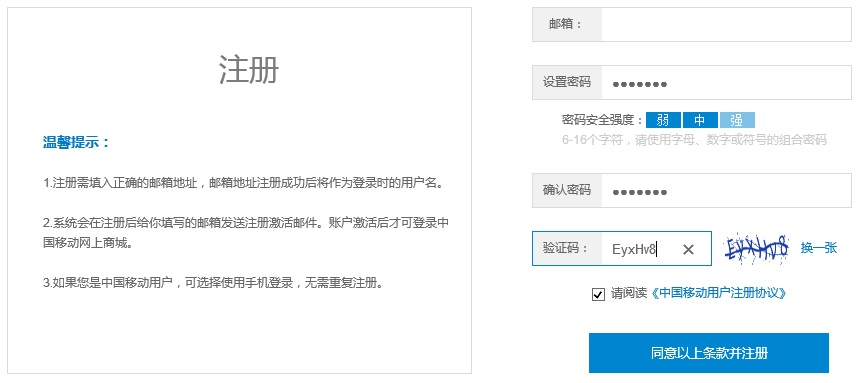 注册
温馨提示：
1.注册需填入正确的邮箱地址，邮箱地址注册成功后将作为登录时的用户名。
2.系统会在注册后给你填写的邮箱发送注册激活邮件。账户激活后才可登录中
国移动网上商城。
3.如果您是中国移动用户，可选择使用手机登录，无需重复注册。
邮箱：
设置密码 ●●●●●●●
密码安全强度： 弱 中 强
6-16个字符，请使用字母、数字或符号的组合密码
确认密码 ●●●●●●●
验证码： EyxHv8 × EyxHv8 换一张
请阅读《中国移动用户注册协议》
同意以上条款并注册